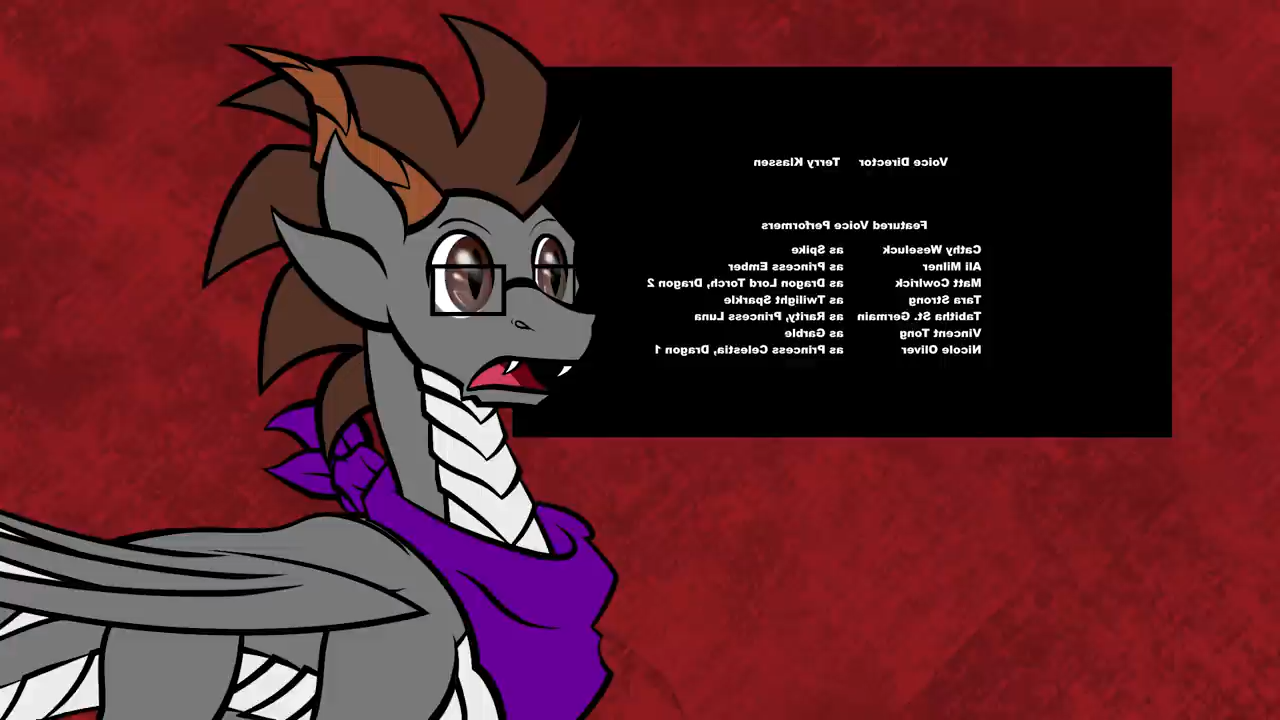 Voice Director Terry Klassen
Featured Voice Performers
Cathy Weseluck as Spike
Ali Milner as Princess Ember
Matt Cowlrick as Dragon Lord Torch, Dragon 2
Tara Strong as Twilight Sparkle
Tabitha St. Germain as Rarity, Princess Luna
Vincent Tong as Garble
Nicole Oliver as Princess Celestia, Dragon 1